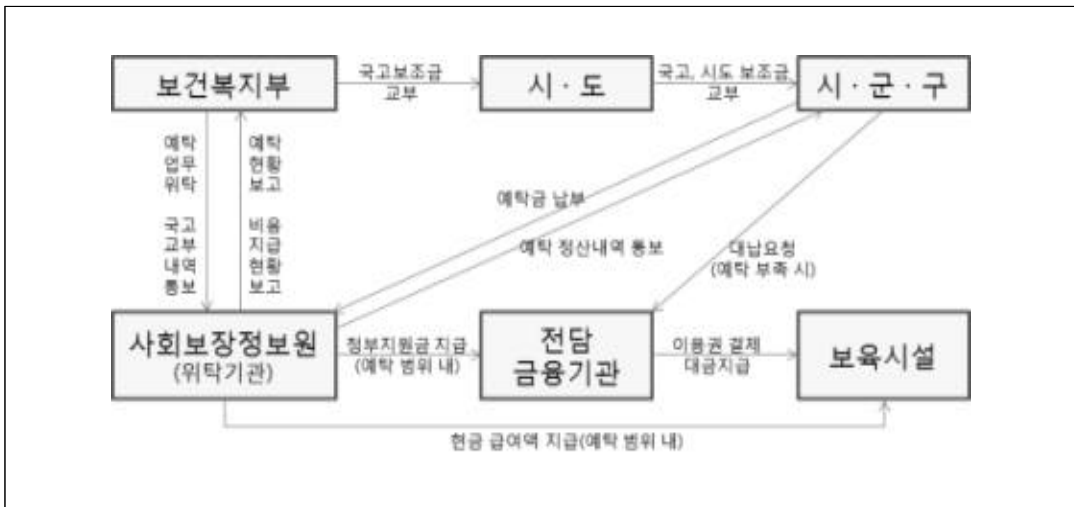 보건복지부
국고보조금
교부
시 · 도
국고, 시도 보조금
교부
시 · 군 · 구
예탁
업무
위탁
국고
교부
내역
통보
예탁
현황
보고
비용
지급
현황
보고
예탁금 납부
예탁 정산내역 통보
대납요청
(예탁 부족 시)
사회보장정보원
(위탁기관)
정부지원금 지급
(예탁 범위 내)
전담
금융기관
이용권 결제
대금지급
보육시설
현금 급여액 지급(예탁 범위 내)